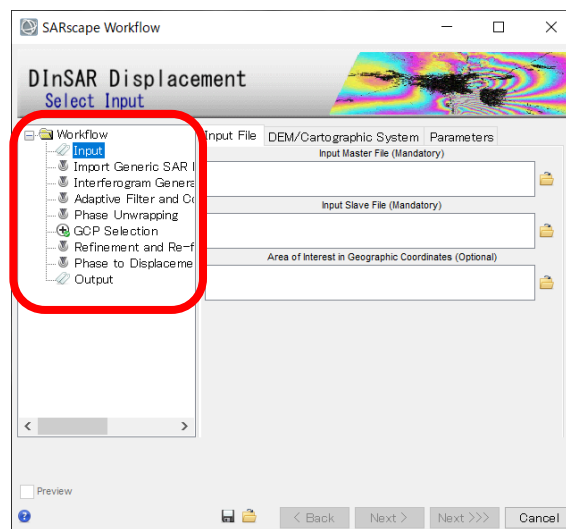 SARscape Workflow
DInSAR Displacement
Select Input
Workflow
Input
Import Generic SAR
Interferogram Genera
Adaptive Filter and Co
Phase Unwrapping
GCP Selection
Refinement and Re-f
Phase to Displaceme
Output
Input File DEM/Cartographic System Parameters
Input Master File (Mandatory)
Input Slave File (Mandatory)
Area of Interest in Geographic Coordinates (Optional)
Preview
< Back Next > Next >>> Cancel